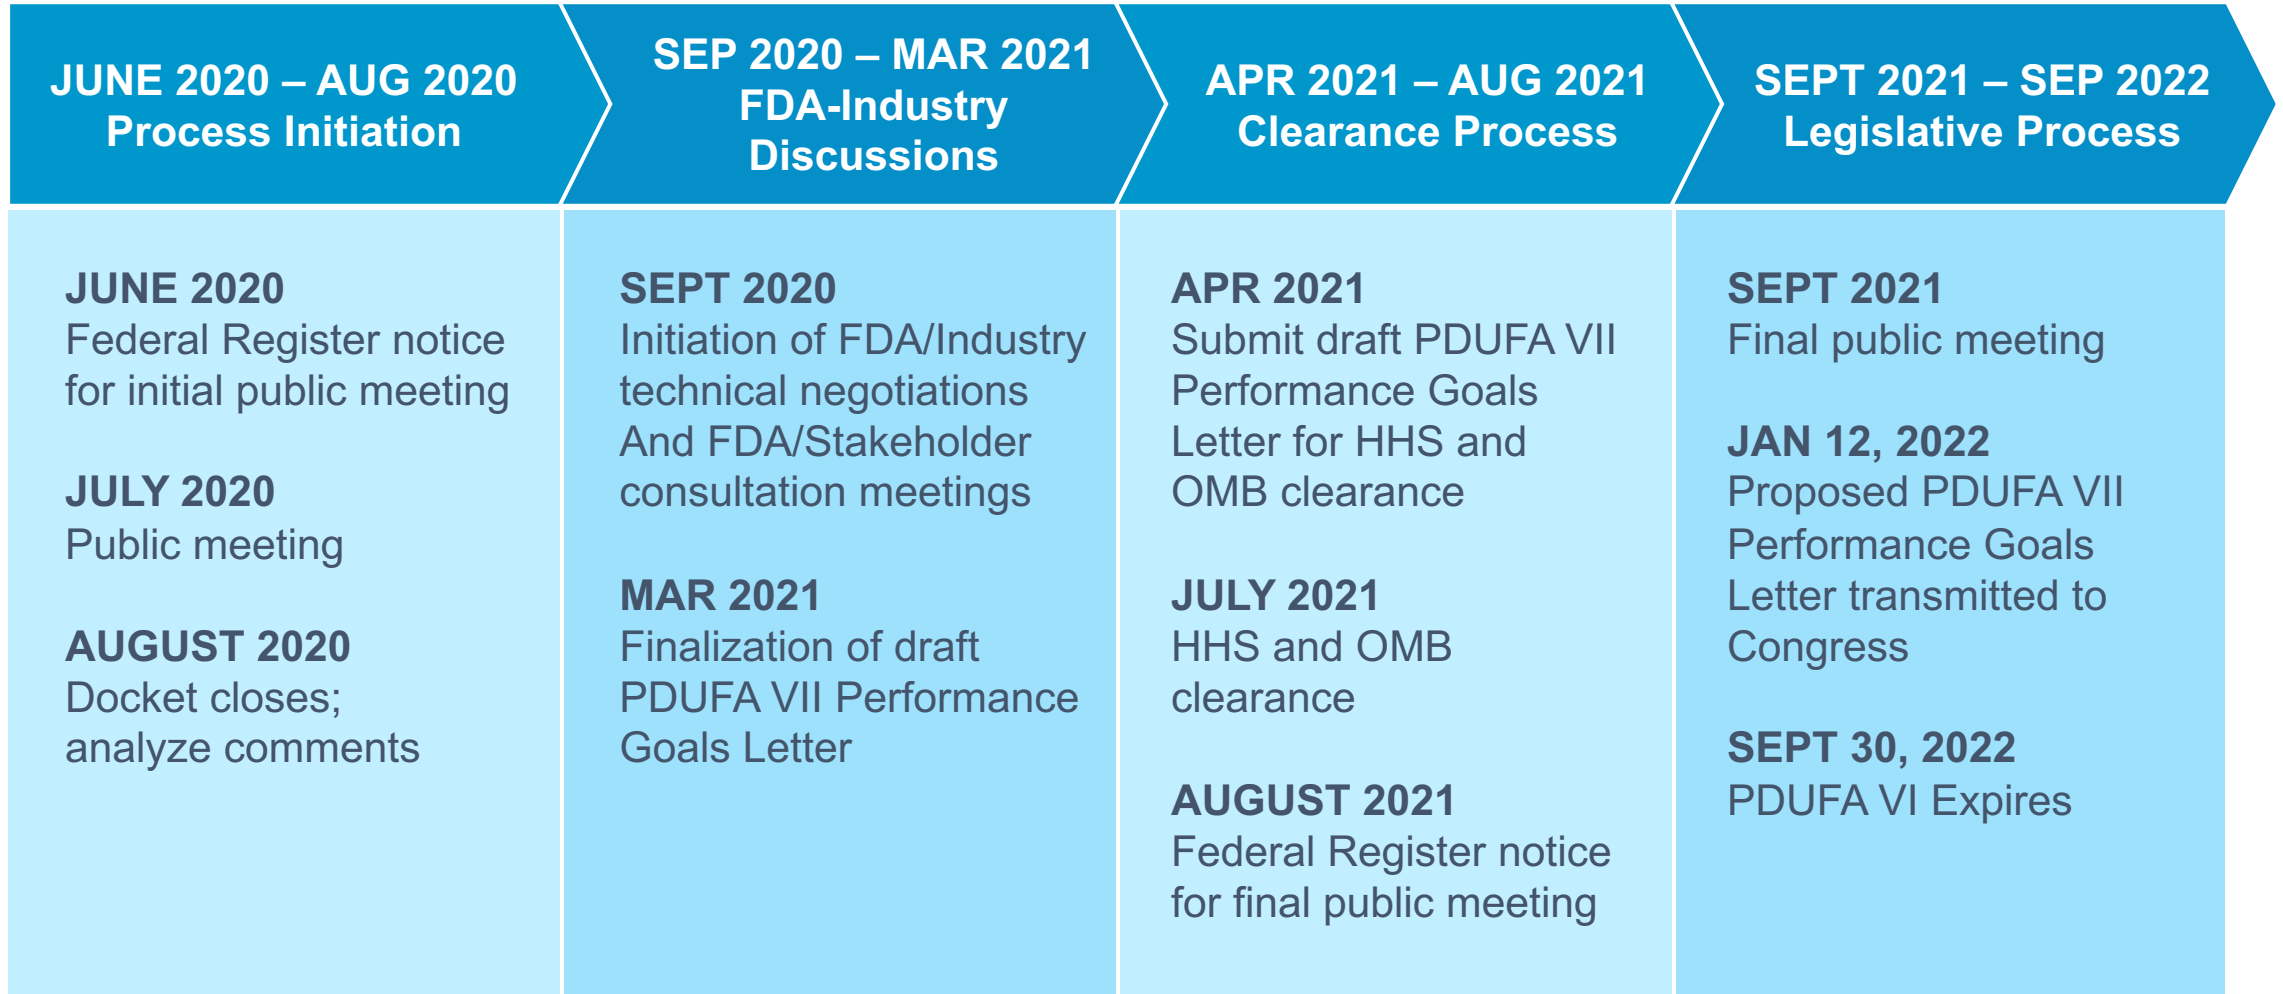 JUNE 2020 – AUG 2020
Process Initiation
SEP 2020 – MAR 2021
FDA-Industry
Discussions
APR 2021 – AUG 2021
Clearance Process
SEPT 2021 – SEP 2022
Legislative Process
JUNE 2020
Federal Register notice
for initial public meeting
JULY 2020
Public meeting
AUGUST 2020
Docket closes;
analyze comments
SEPT 2020
Initiation of FDA/Industry
technical negotiations
And FDA/Stakeholder
consultation meetings
MAR 2021
Finalization of draft
PDUFA VII Performance
Goals Letter
APR 2021
Submit draft PDUFA VII
Performance Goals
Letter for HHS and
OMB clearance
JULY 2021
HHS and OMB
clearance
AUGUST 2021
Federal Register notice
for final public meeting
SEPT 2021
Final public meeting
JAN 12, 2022
Proposed PDUFA VII
Performance Goals
Letter transmitted to
Congress
SEPT 30, 2022
PDUFA VI Expires